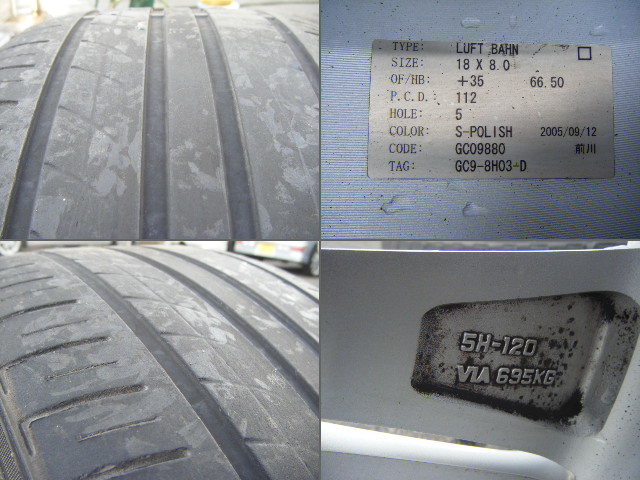 TYPE: LUFT BAHN
SIZE: 18 X 8.0
OF/HB: +35 66.50
P.C.D. 112
HOLE: 5
COLOR: S-POLISH 2005/09/12
CODE: GC09880 前川
TAG: GC9-8H03-D
5H-120
VIA 695KG